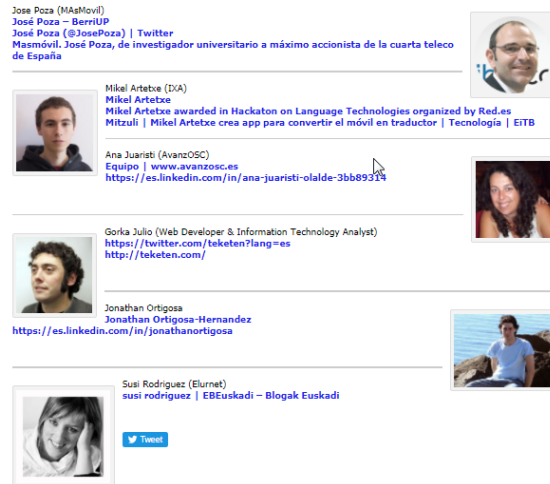 Jose Poza (MAsMovil)
José Poza – BerriUP
José Poza (@JosePoza) | Twitter
Masmóvil. José Poza, de investigador universitario a máximo accionista de la cuarta teleco
de España
Mikel Artetxe (IXA)
Mikel Artetxe
Mikel Artetxe awarded in Hackaton on Language Technologies organized by Red.es
Mitzuli | Mikel Artetxe crea app para convertir el móvil en traductor | Tecnología | EiTB
Ana Juaristi (AvanzOSC)
Equipo | www.avanzosc.es
https://es.linkedin.com/in/ana-juaristi-olalde-3bb89314
Gorka Julio (Web Developer & Information Technology Analyst)
https://twitter.com/teketen?lang=es
http://teketen.com/
Jonathan Ortigosa
Jonathan Ortigosa-Hernandez
https://es.linkedin.com/in/jonathanortigosa
Susi Rodriguez (Elurnet)
susi rodriguez | EBEuskadi – Blogak Euskadi
Tweet